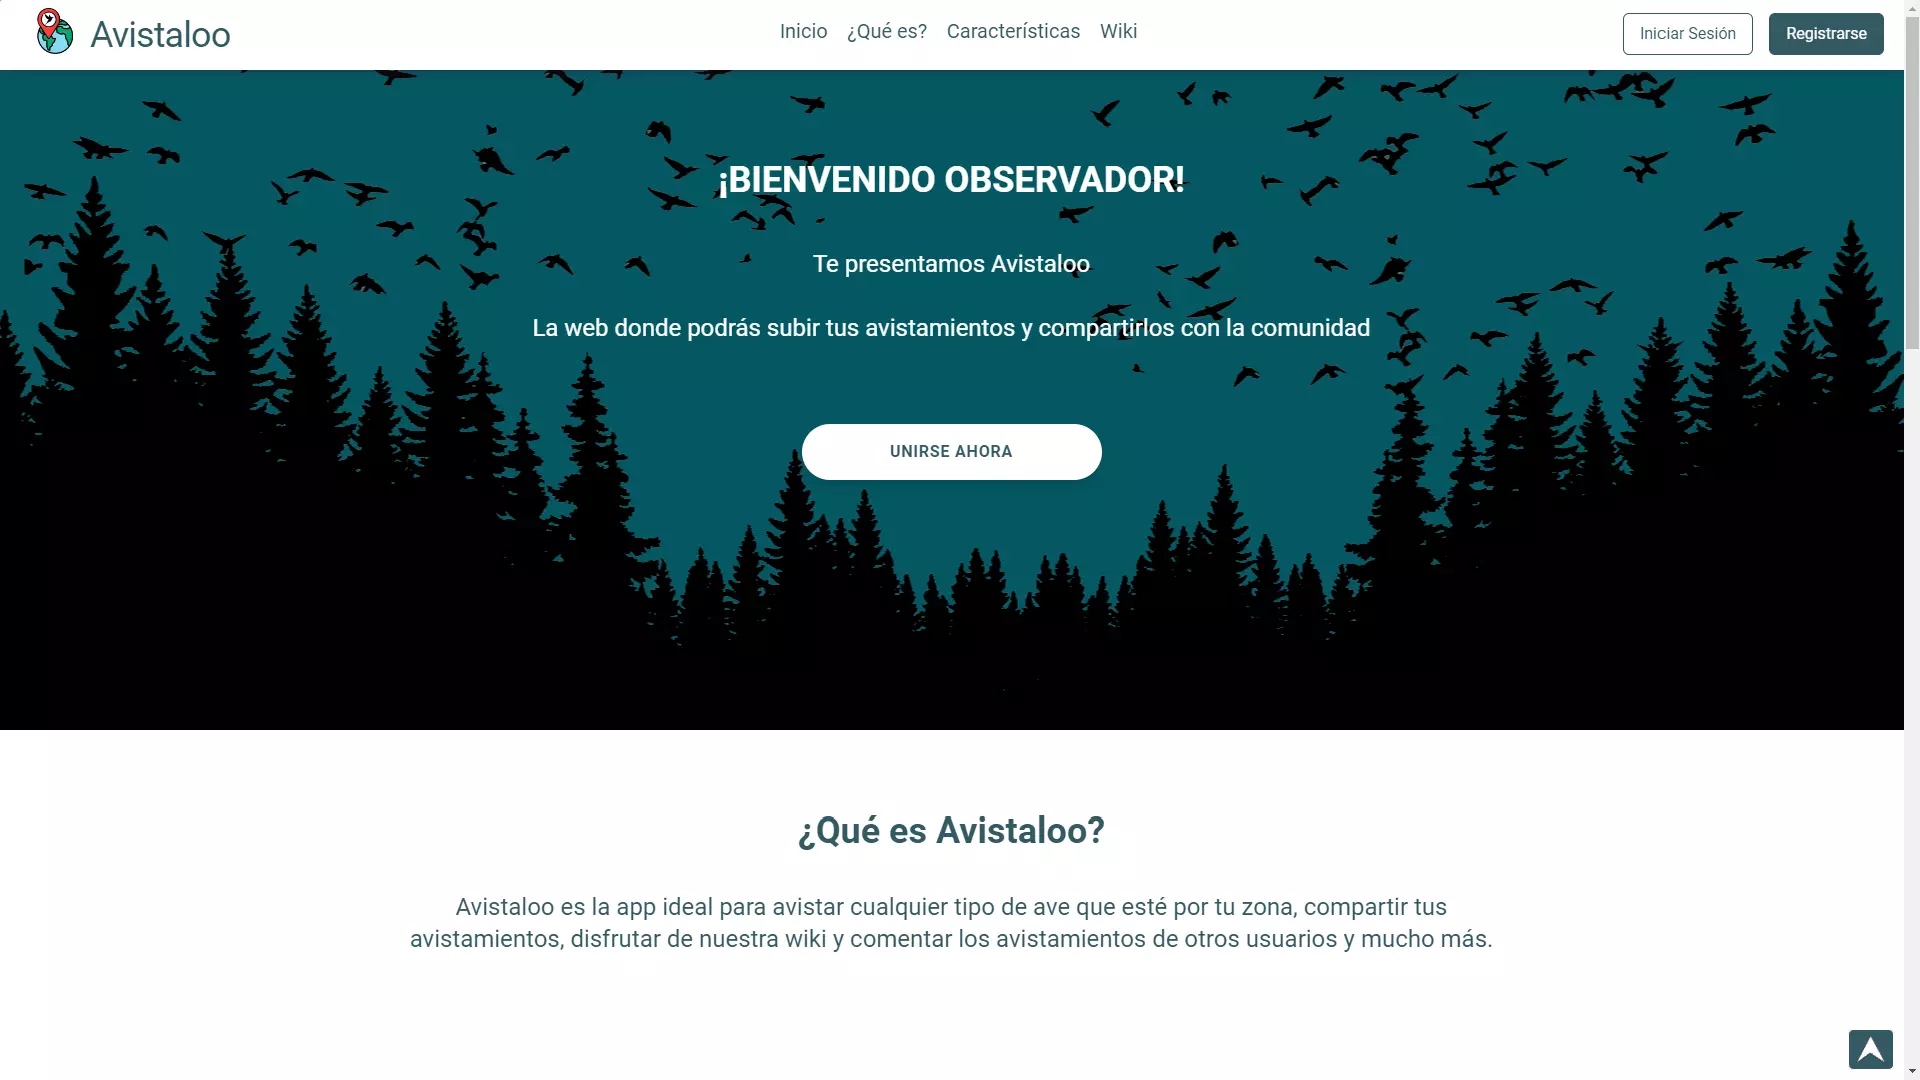 Avistaloo
Inicio ¿Qué es? Características Wiki
Iniciar Sesión
Registrarse
¡BIENVENIDO OBSERVADOR!
Te presentamos Avistaloo
La web donde podrás subir tus avistamientos y compartirlos con la comunidad
UNIRSE AHORA
¿Qué es Avistaloo?
Avistaloo es la app ideal para avistar cualquier tipo de ave que esté por tu zona, compartir tus
avistamientos, disfrutar de nuestra wiki y comentar los avistamientos de otros usuarios y mucho más.